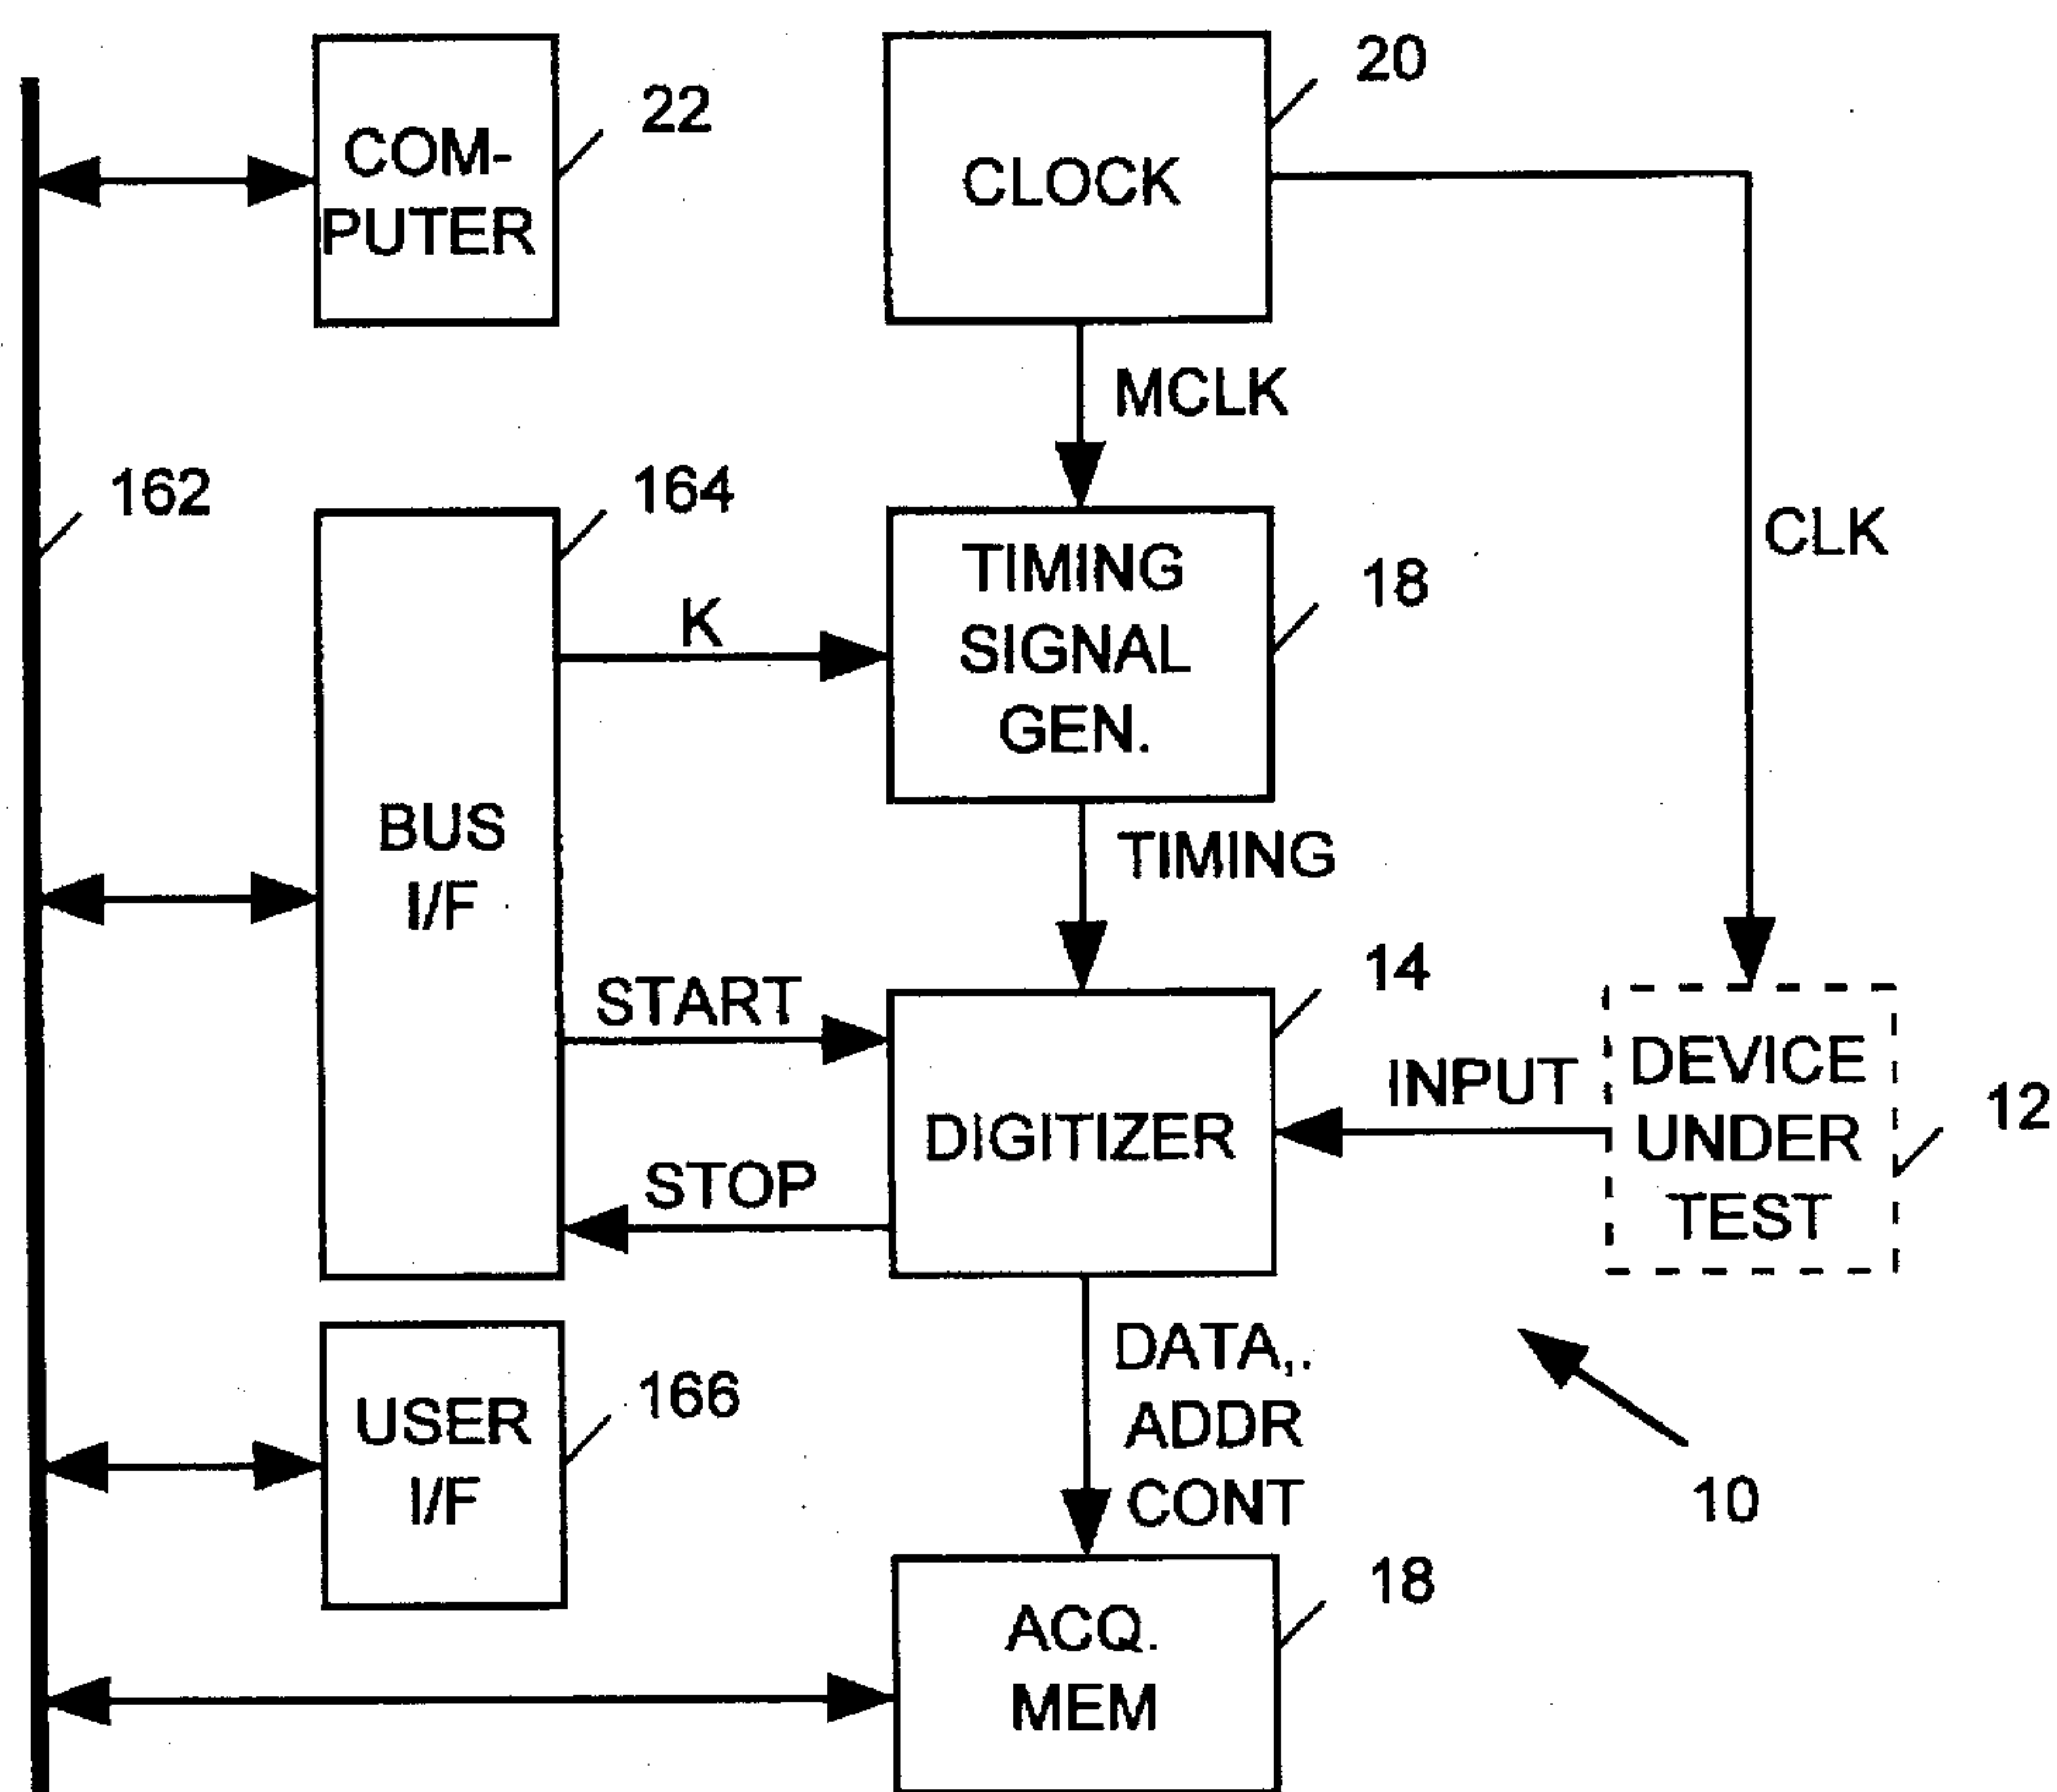 COM-
PUTER
22
CLOCK
20
MCLK
CLK
162
164
BUS
I/F
K
TIMING
SIGNAL
GEN.
18
TIMING
START
STOP
DIGITIZER
14
INPUT
DEVICE
UNDER
TEST
12
USER
I/F
166
DATA,.
ADDR
CONT
10
ACQ.
MEM
18